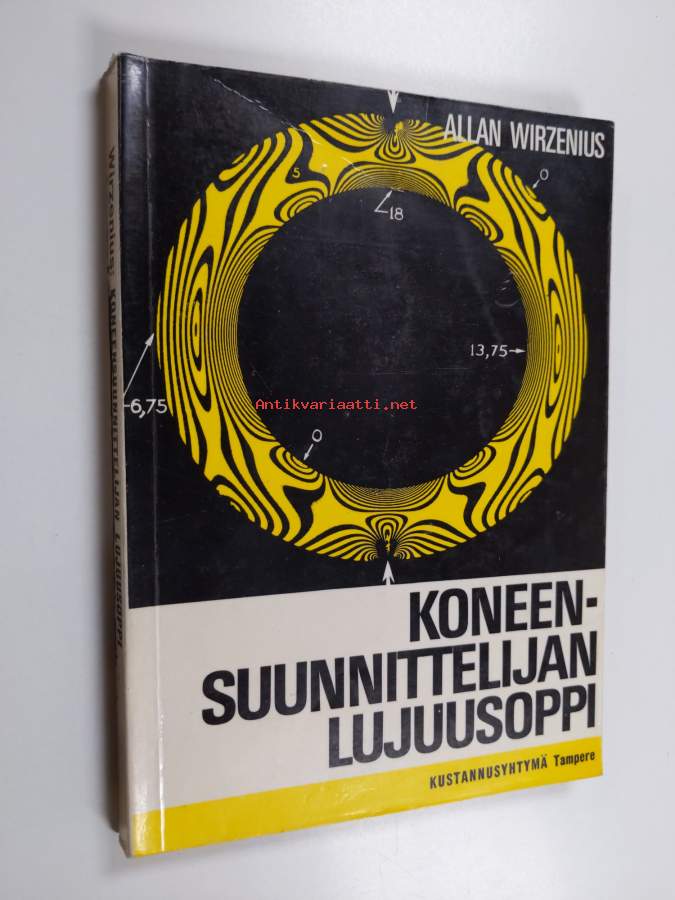 ALLAN WIRZENIUS
5
0
18
13,75
-6,75
0
Antikvariaatti.net
KONEEN-
SUUNNITTELIJAN
LUJUUSOPPI
KUSTANNUSYHTYMÄ Tampere
Wirzenius: KONEENSUUNNITTELIJAN LUJUUSOPPI